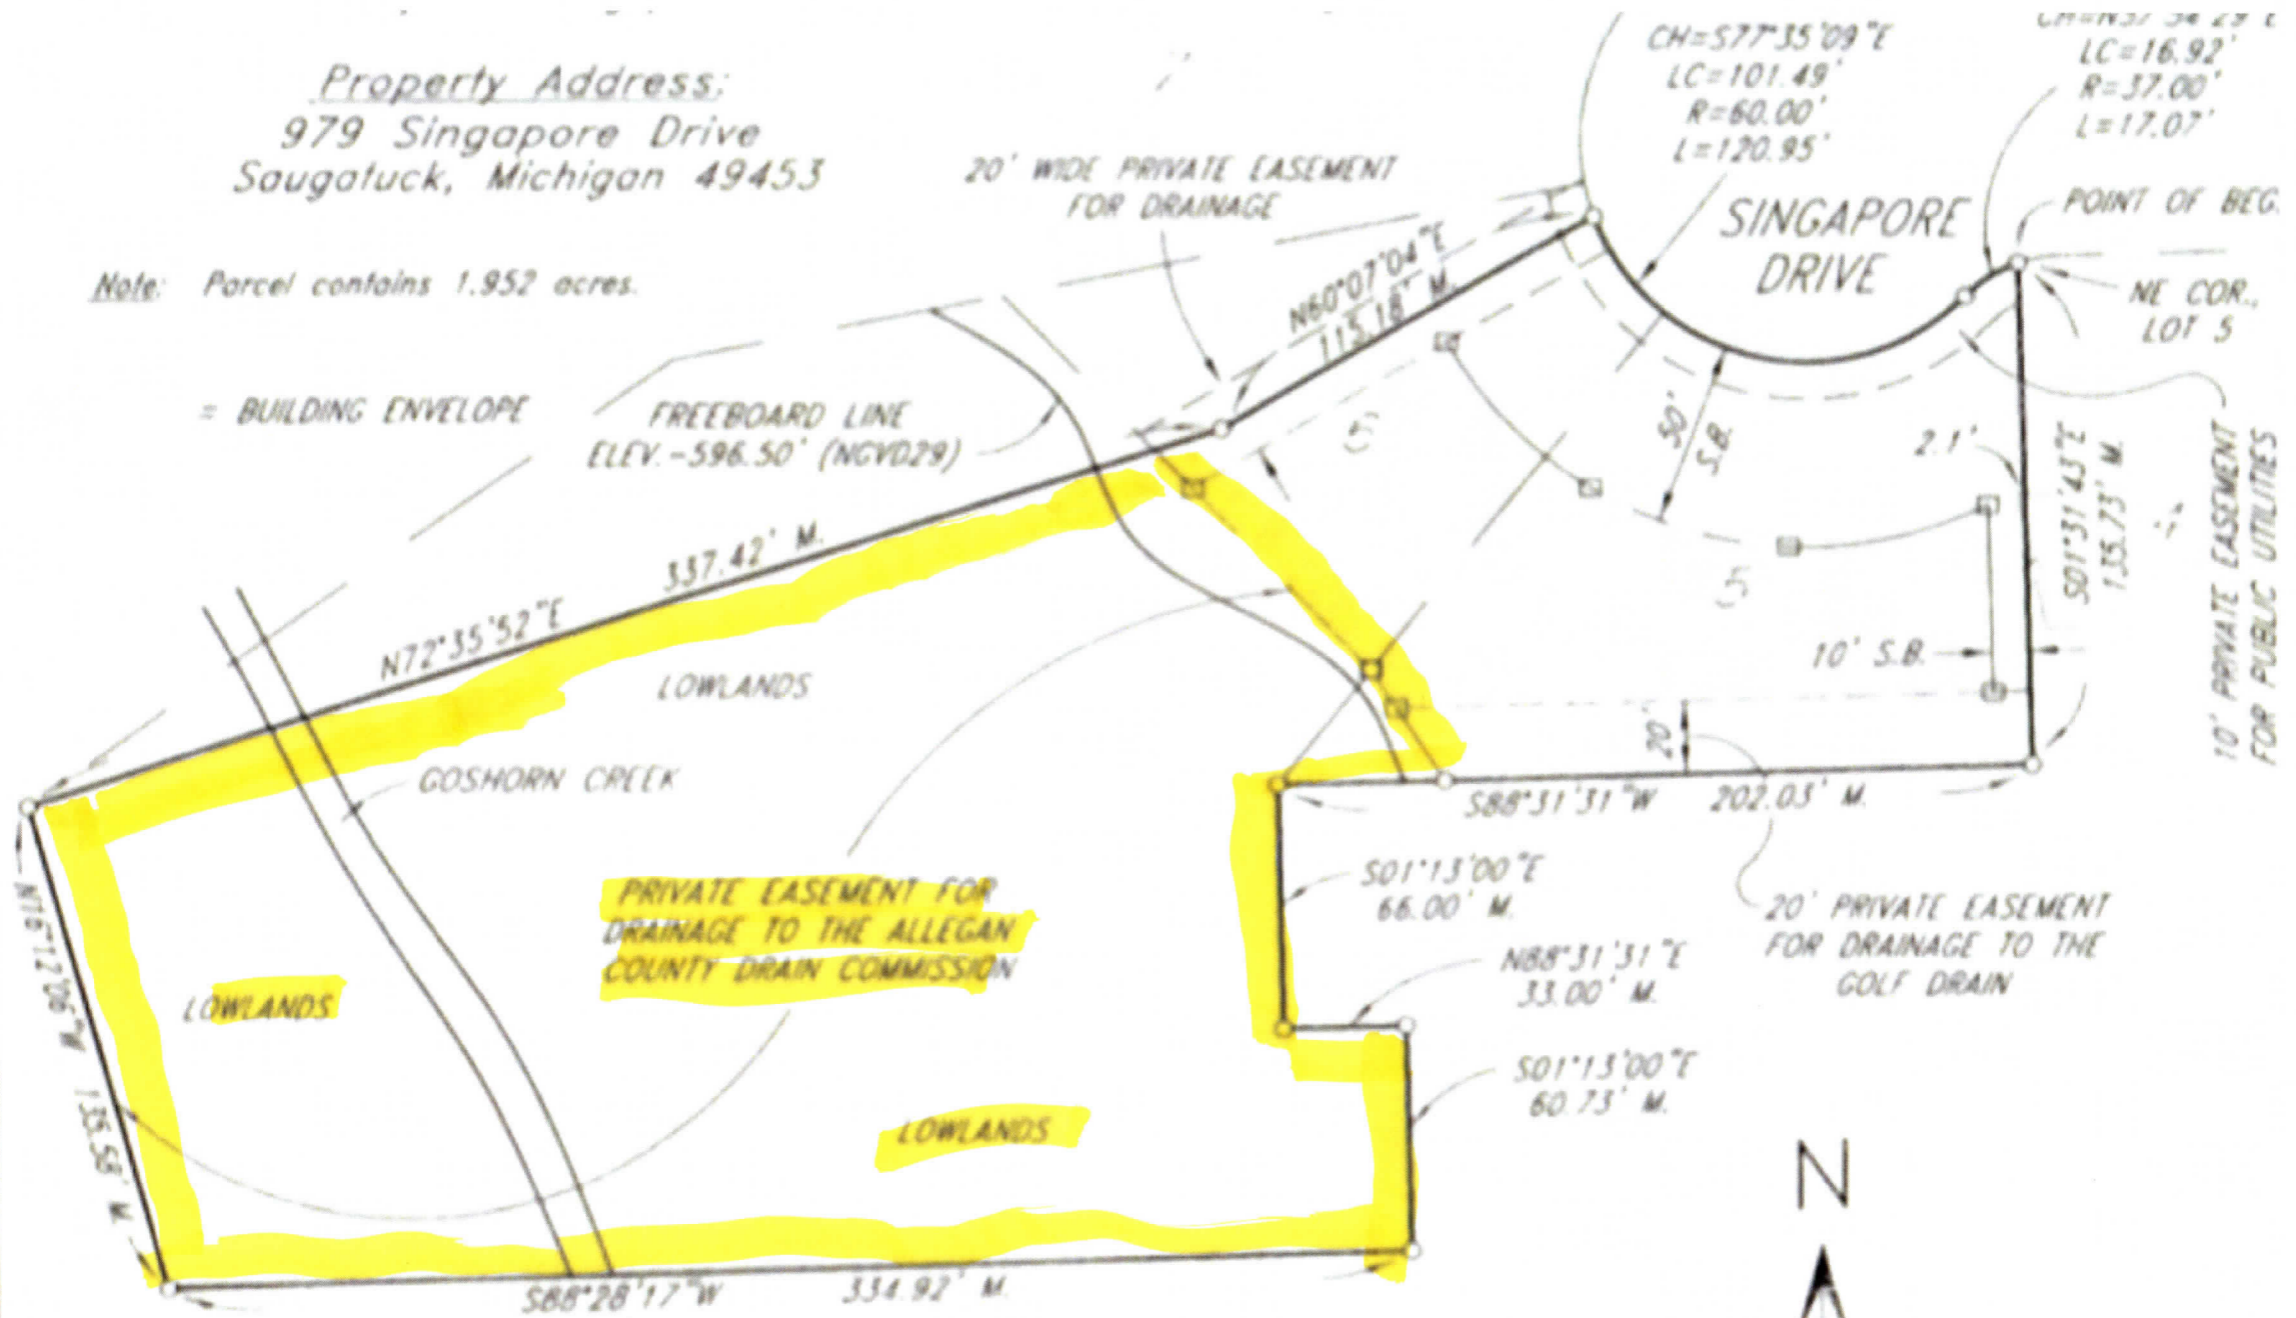 Property Address:
979 Singapore Drive
Saugatuck, Michigan 49453
Note: Parcel contains 1.952 acres.
= BUILDING ENVELOPE
FREEBOARD LINE
ELEV.-596.50' (NGVD29)
20' WIDE PRIVATE EASEMENT
FOR DRAINAGE
N60°07'04"E
115.18' M.
CH=S77°35'09"E
LC=101.49'
R=60.00'
L=120.95'
LC=16.92'
R=37.00'
L=17.07'
SINGAPORE
DRIVE
POINT OF BEG.
NE COR.,
LOT 5
50'
S.B.
5
2.1'
S01°31'43"E
135.73' M.
10' PRIVATE EASEMENT
FOR PUBLIC UTILITIES
5
10' S.B.
20'
337.42' M.
N72°35'52"E
LOWLANDS
GOSHORN CREEK
S88°31'31"W 202.03' M.
PRIVATE EASEMENT FOR
DRAINAGE TO THE ALLEGAN
COUNTY DRAIN COMMISSION
S01°13'00"E
66.00' M.
20' PRIVATE EASEMENT
FOR DRAINAGE TO THE
GOLF DRAIN
N88°31'31"E
33.00' M.
LOWLANDS
N16°12'06"W 135.58' M.
S01°13'00"E
60.73' M.
LOWLANDS
N
S88°28'17"W 334.92' M.